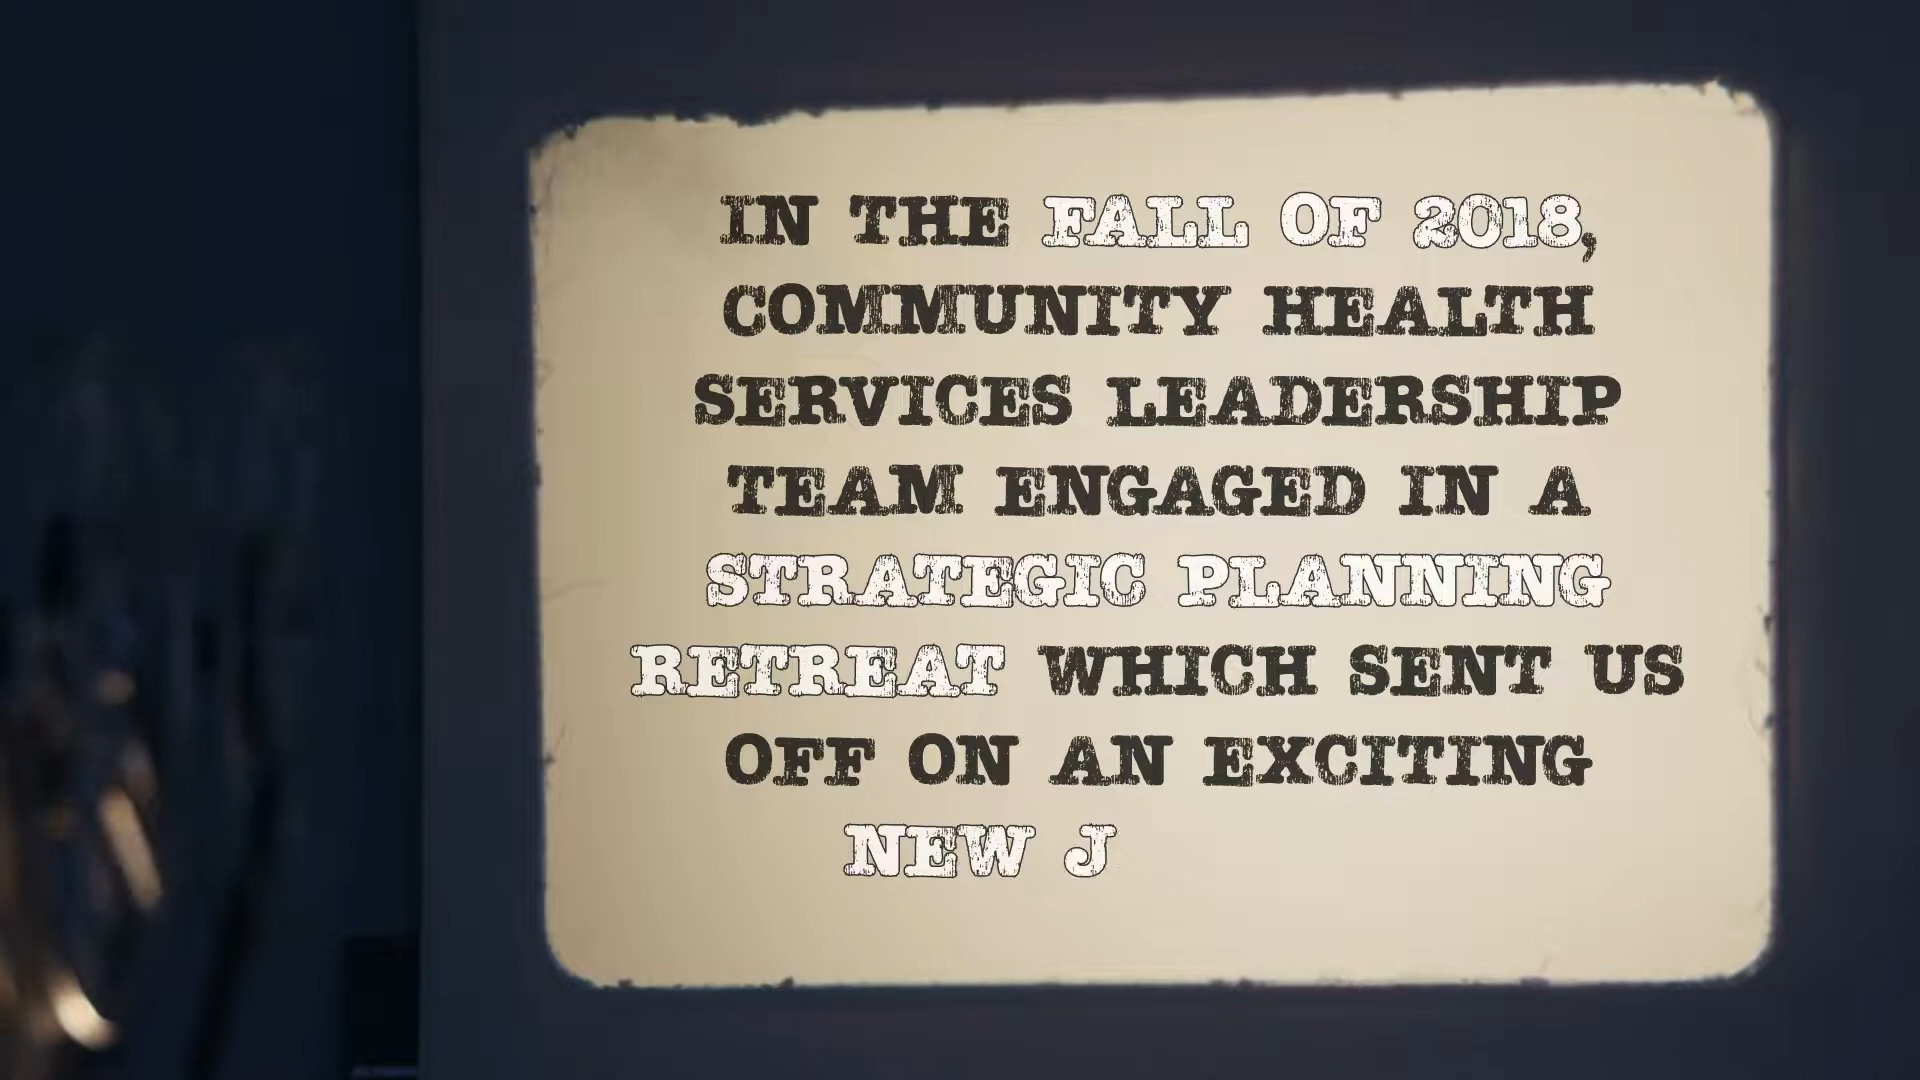 IN THE FALL OF 2018,
COMMUNITY HEALTH
SERVICES LEADERSHIP
TEAM ENGAGED IN A
STRATEGIC PLANNING
RETREAT WHICH SENT US
OFF ON AN EXCITING
NEW J